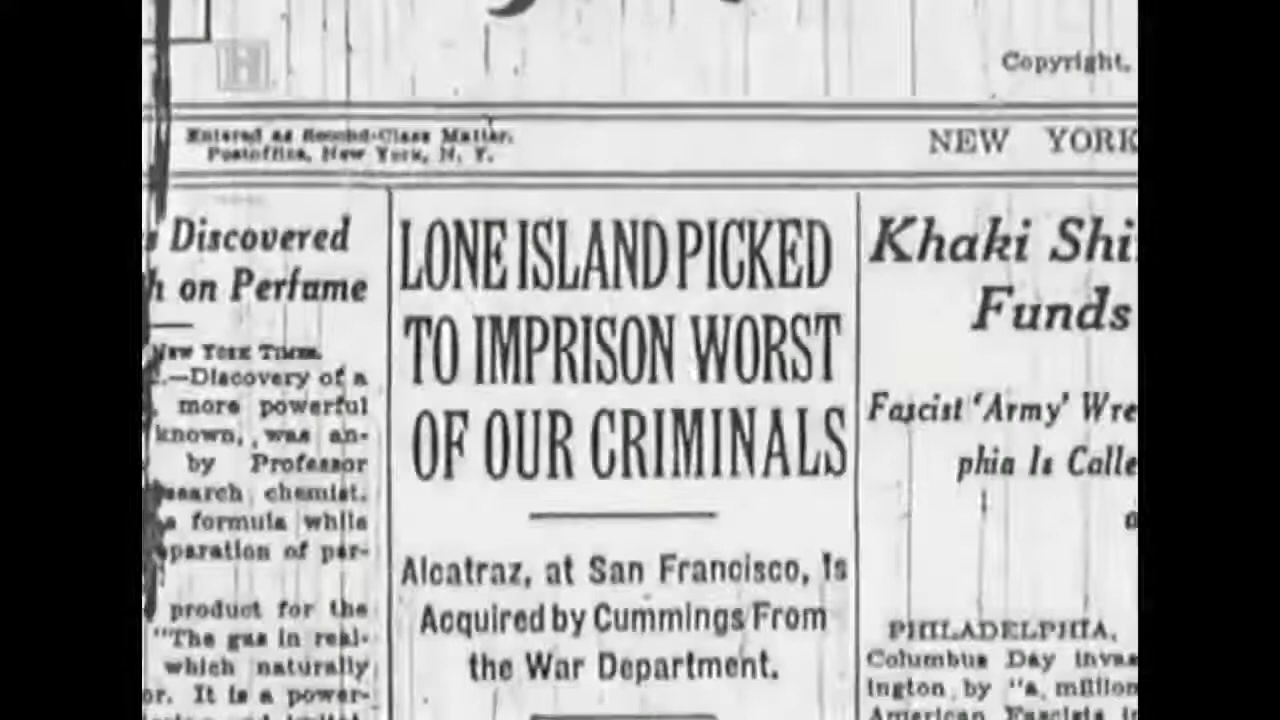 H
Copyright,
Entered as Second-Class Matter,
Postoffice, New York, N. Y.
NEW YORK
Discovered
h on Perfume
New York Times.
.—Discovery of a
more powerful
known, was an-
by Professor
search chemist,
a formula while
paration of per-
product for the
"The gas in real-
which naturally
or. It is a power-
LONE ISLAND PICKED
TO IMPRISON WORST
OF OUR CRIMINALS
Alcatraz, at San Francisco, Is
Acquired by Cummings From
the War Department.
Khaki Shi
Funds
Fascist 'Army' Wre
phia Is Calle
PHILADELPHIA,
Columbus Day inva
ington by "a million
American Fascists i